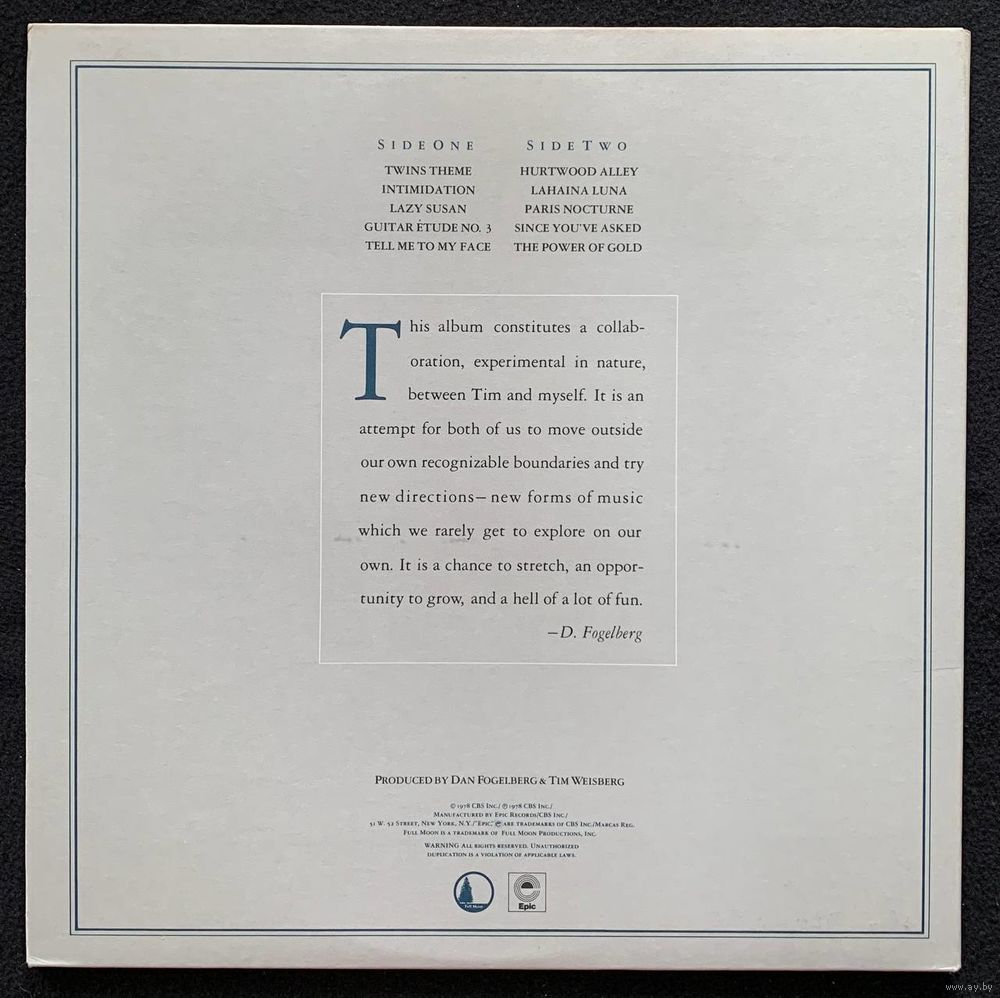 SIDE ONE
TWINS THEME
INTIMIDATION
LAZY SUSAN
GUITAR ÉTUDE NO. 3
TELL ME TO MY FACE
SIDE TWO
HURTWOOD ALLEY
LAHAINA LUNA
PARIS NOCTURNE
SINCE YOU'VE ASKED
THE POWER OF GOLD
This album constitutes a collab-
oration, experimental in nature,
between Tim and myself. It is an
attempt for both of us to move outside
our own recognizable boundaries and try
new directions—new forms of music
which we rarely get to explore on our
own. It is a chance to stretch, an oppor-
tunity to grow, and a hell of a lot of fun.
—D. Fogelberg
PRODUCED BY DAN FOGELBERG & TIM WEISBERG
© 1978 CBS INC./ ℗ 1978 CBS INC./
MANUFACTURED BY EPIC RECORDS/CBS INC./
51 W. 52 STREET, NEW YORK, N.Y./"EPIC," ARE TRADEMARKS OF CBS INC./MARCAS REG.
FULL MOON IS A TRADEMARK OF FULL MOON PRODUCTIONS, INC.
WARNING ALL RIGHTS RESERVED. UNAUTHORIZED
DUPLICATION IS A VIOLATION OF APPLICABLE LAWS.
Full Moon
Epic
www.ay.by